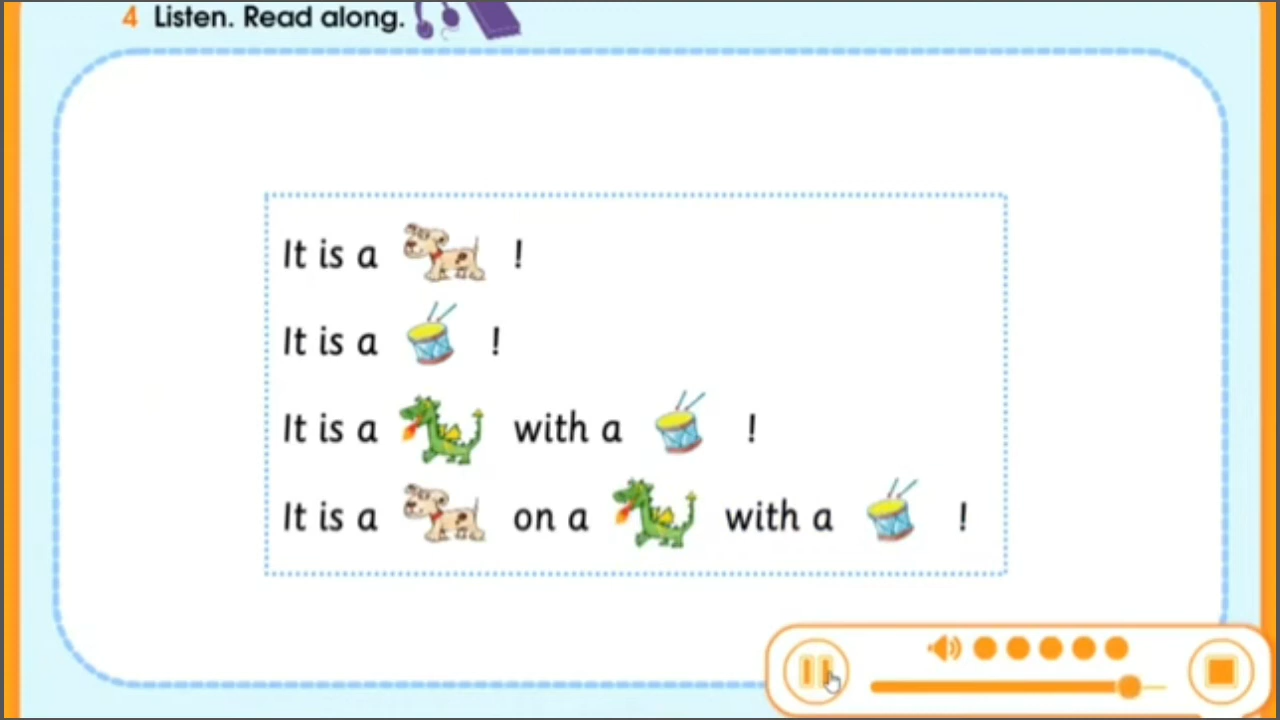 4 Listen. Read along.
It is a !
It is a !
It is a with a !
It is a on a with a !